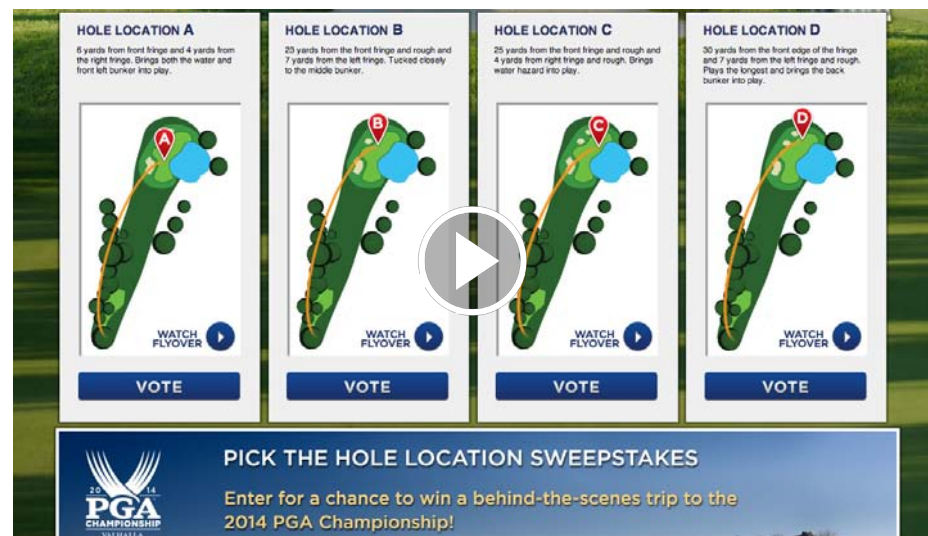 HOLE LOCATION A
6 yards from front fringe and 4 yards from
the right fringe. Brings both the water and
front left bunker into play.
A
WATCH
FLYOVER
VOTE
HOLE LOCATION B
23 yards from the front fringe and rough and
7 yards from the left fringe. Tucked closely
to the middle bunker.
B
WATCH
FLYOVER
VOTE
HOLE LOCATION C
25 yards from the front fringe and rough and
4 yards from right fringe and rough. Brings
water hazard into play.
C
WATCH
FLYOVER
VOTE
HOLE LOCATION D
30 yards from the front edge of the fringe
and 7 yards from the left fringe and rough.
Plays the longest and brings the back
bunker into play.
D
WATCH
FLYOVER
VOTE
20 14
PGA
CHAMPIONSHIP
VALHALLA
PICK THE HOLE LOCATION SWEEPSTAKES
Enter for a chance to win a behind-the-scenes trip to the
2014 PGA Championship!